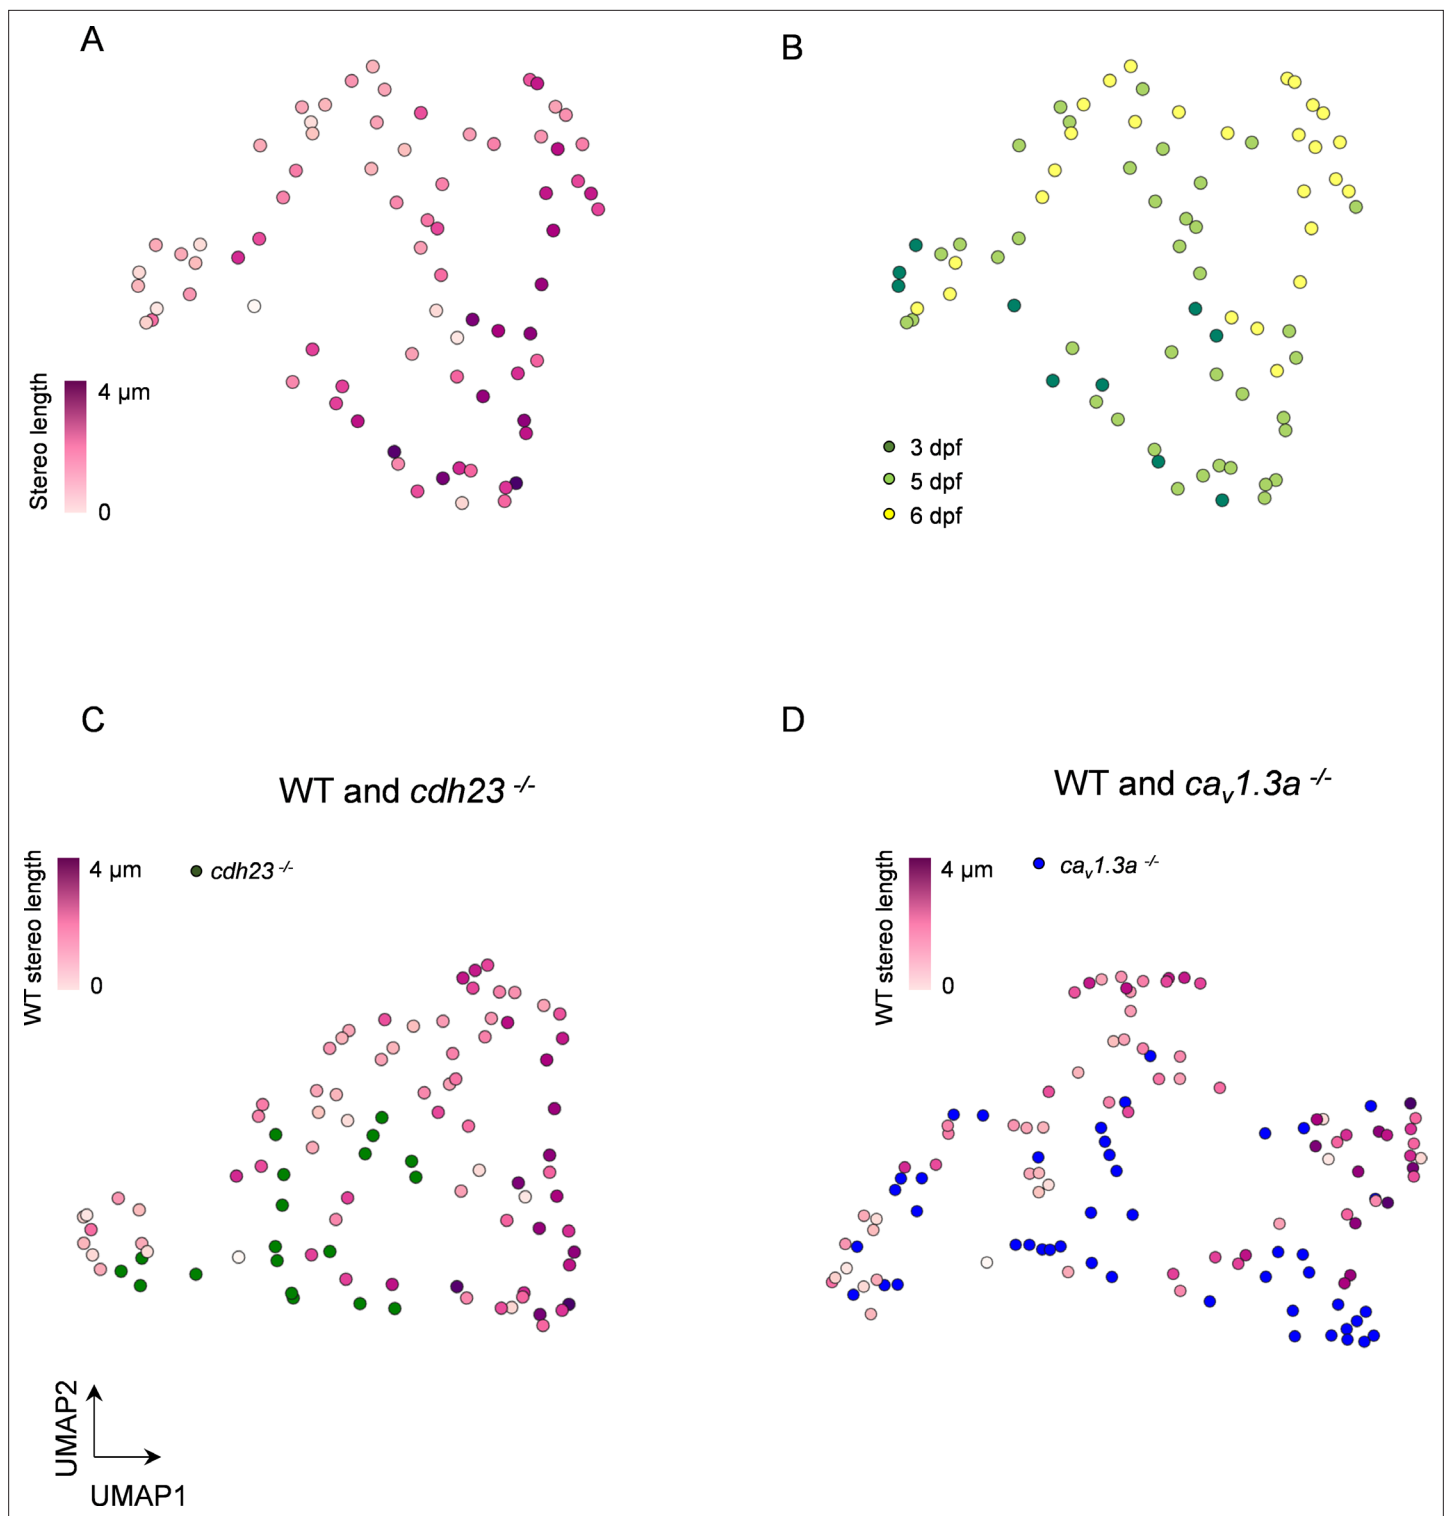 A
B
Stereo length
4 µm
0
3 dpf
5 dpf
6 dpf
C
D
WT and cdh23 -/-
WT and cav1.3a -/-
WT stereo length
4 µm
0
cdh23 -/-
WT stereo length
4 µm
0
cav1.3a -/-
UMAP2
UMAP1